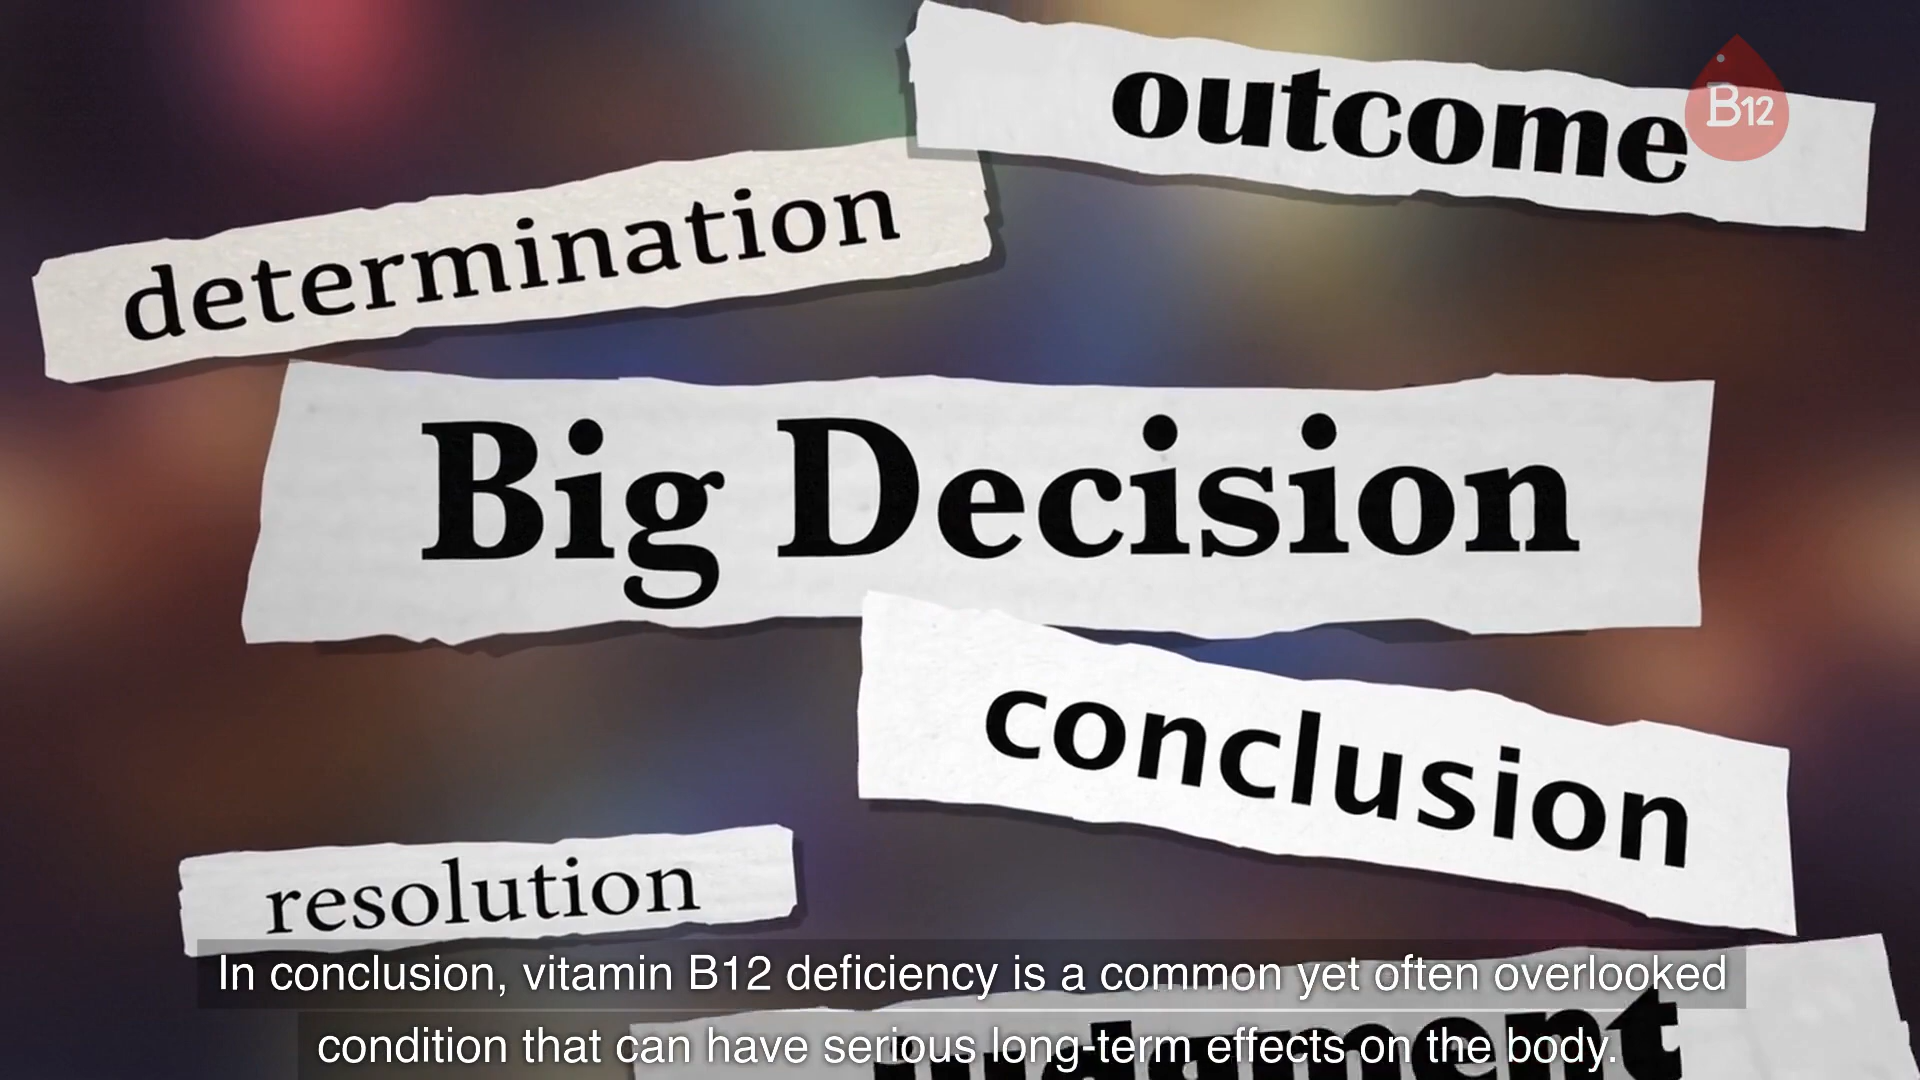 outcome
B12
determination
Big Decision
conclusion
resolution
In conclusion, vitamin B12 deficiency is a common yet often overlooked
condition that can have serious long-term effects on the body.